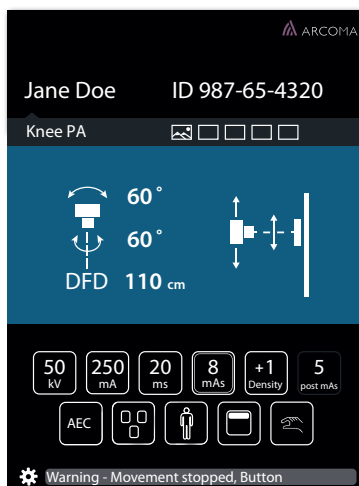 ARCOMA
Jane Doe ID 987-65-4320
Knee PA
60°
60°
DFD 110 cm
50 250 20 8 +1 5
kV mA ms mAs Density post mAs
AEC
Warning - Movement stopped, Button